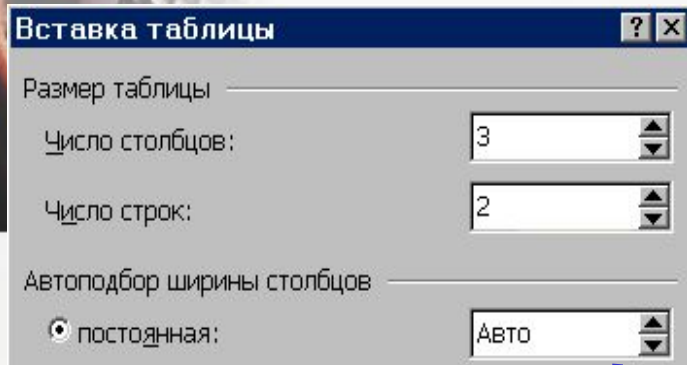 Вставка таблицы
Размер таблицы
Число столбцов: 3
Число строк: 2
Автоподбор ширины столбцов
постоянная: Авто